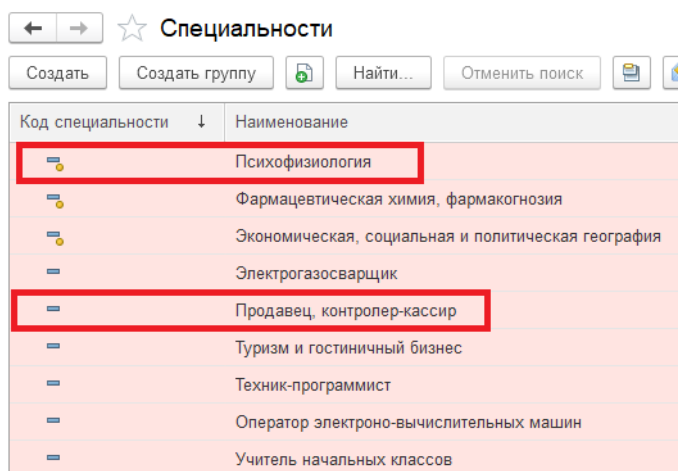 Специальности
Создать Создать группу Найти... Отменить поиск
Код специальности ↓ Наименование
Психофизиология
Фармацевтическая химия, фармакогнозия
Экономическая, социальная и политическая география
Электрогазосварщик
Продавец, контролер-кассир
Туризм и гостиничный бизнес
Техник-программист
Оператор электроно-вычислительных машин
Учитель начальных классов